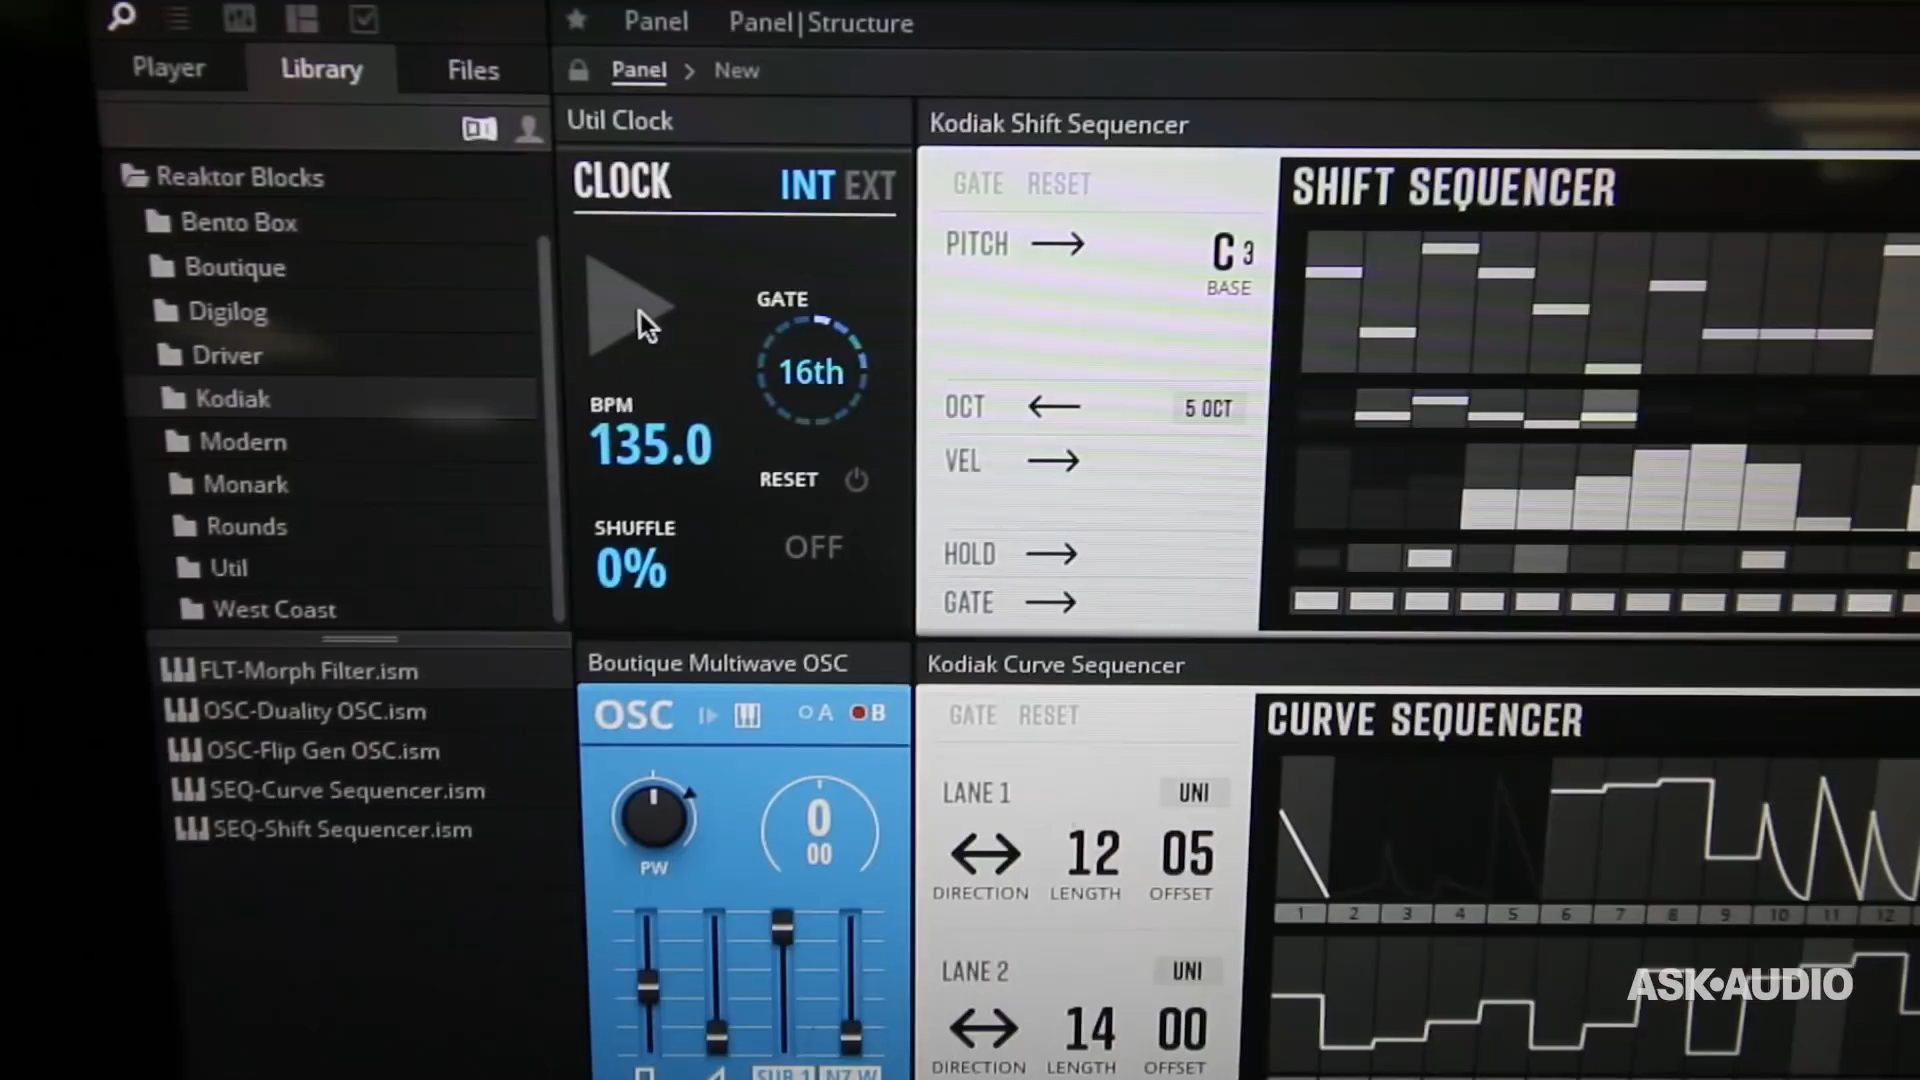 Panel
Panel|Structure
Player
Library
Files
Panel > New
Util Clock
Kodiak Shift Sequencer
Reaktor Blocks
Bento Box
Boutique
Digilog
Driver
Kodiak
Modern
Monark
Rounds
Util
West Coast
FLT-Morph Filter.ism
OSC-Duality OSC.ism
OSC-Flip Gen OSC.ism
SEQ-Curve Sequencer.ism
SEQ-Shift Sequencer.ism
CLOCK
INT EXT
GATE
16th
BPM
135.0
RESET
SHUFFLE
0%
OFF
GATE RESET
PITCH
C 3
BASE
OCT
5 OCT
VEL
HOLD
GATE
SHIFT SEQUENCER
Boutique Multiwave OSC
OSC
A
B
0
00
PW
SUB 1
NZ W
Kodiak Curve Sequencer
GATE RESET
LANE 1
UNI
12
05
DIRECTION
LENGTH
OFFSET
LANE 2
UNI
14
00
DIRECTION
LENGTH
OFFSET
CURVE SEQUENCER
1 2 3 4 5 6 7 8 9 10 11 12
ASK•AUDIO